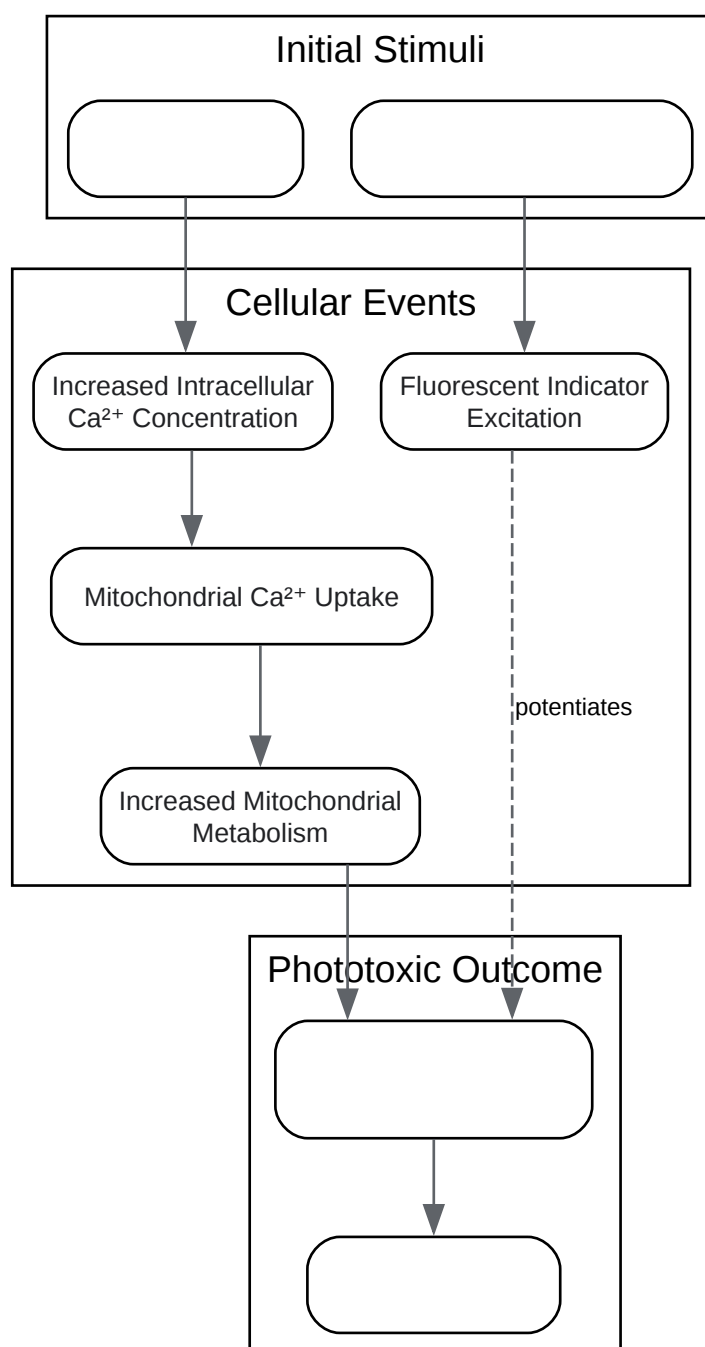 Initial Stimuli
Cellular Events
Increased Intracellular
Ca²⁺ Concentration
Fluorescent Indicator
Excitation
Mitochondrial Ca²⁺ Uptake
potentiates
Increased Mitochondrial
Metabolism
Phototoxic Outcome